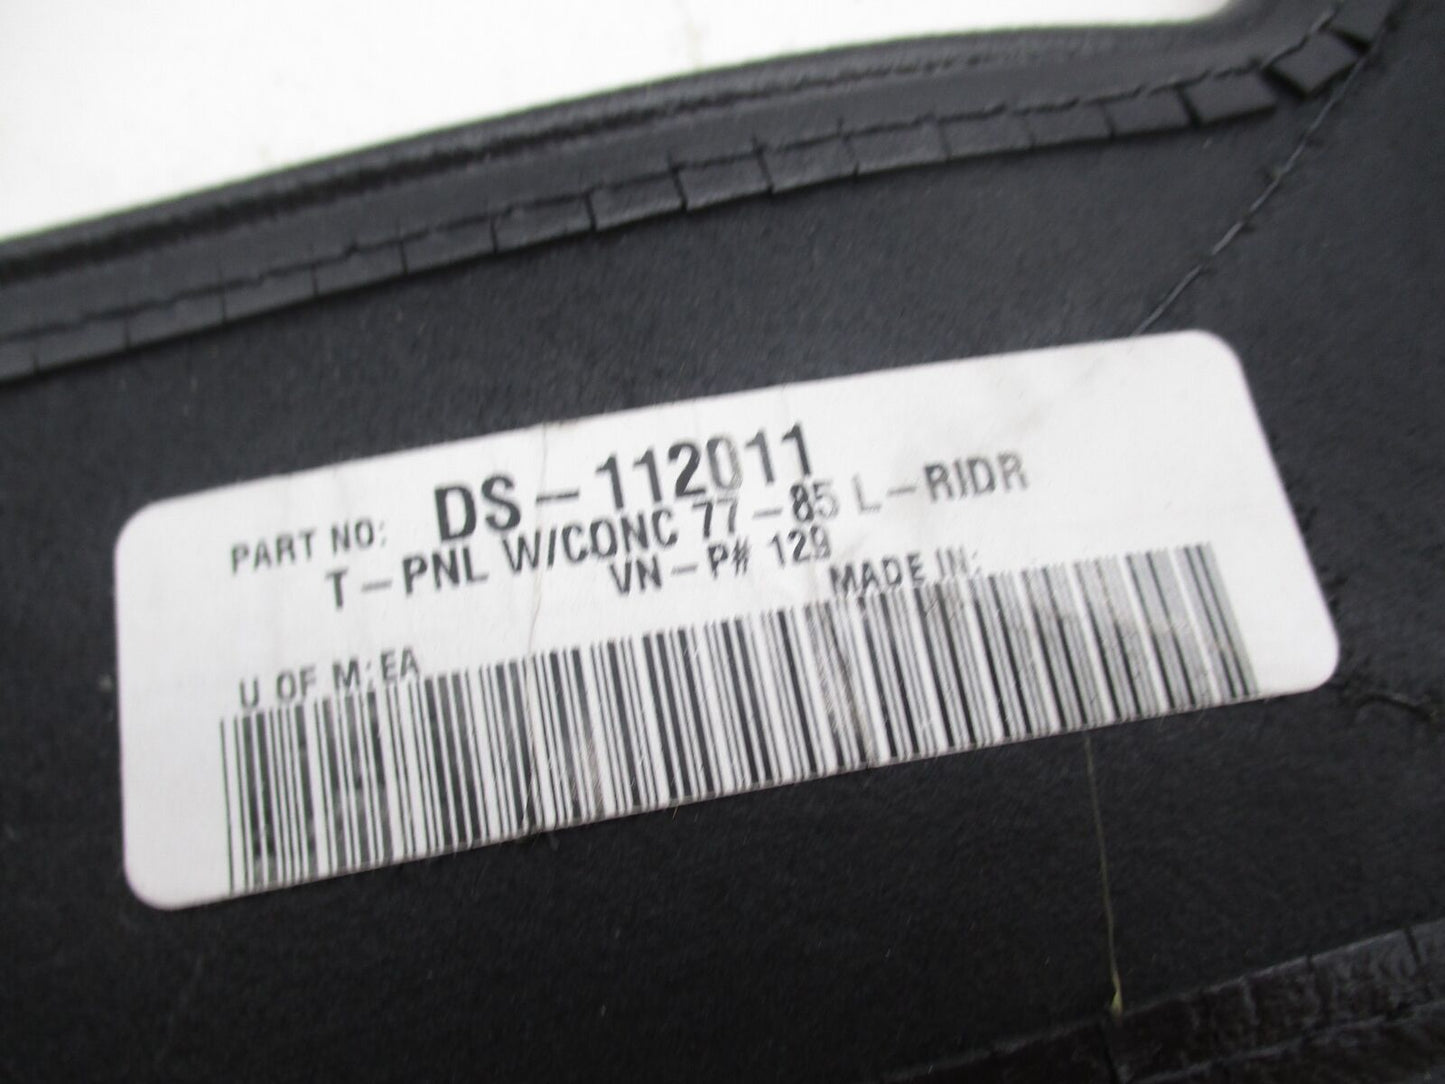 PART NO: DS-112011
T-PNL W/CONC 77-85 L-RIDR
VN-P# 129
U OF M:EA MADE IN: